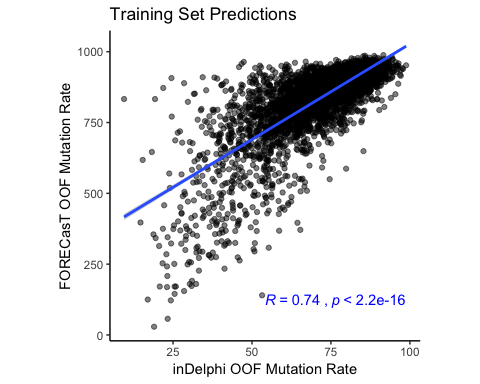 Training Set Predictions
FORECasT OOF Mutation Rate
1000
750
500
250
0
R = 0.74 , p < 2.2e-16
25
50
75
100
inDelphi OOF Mutation Rate